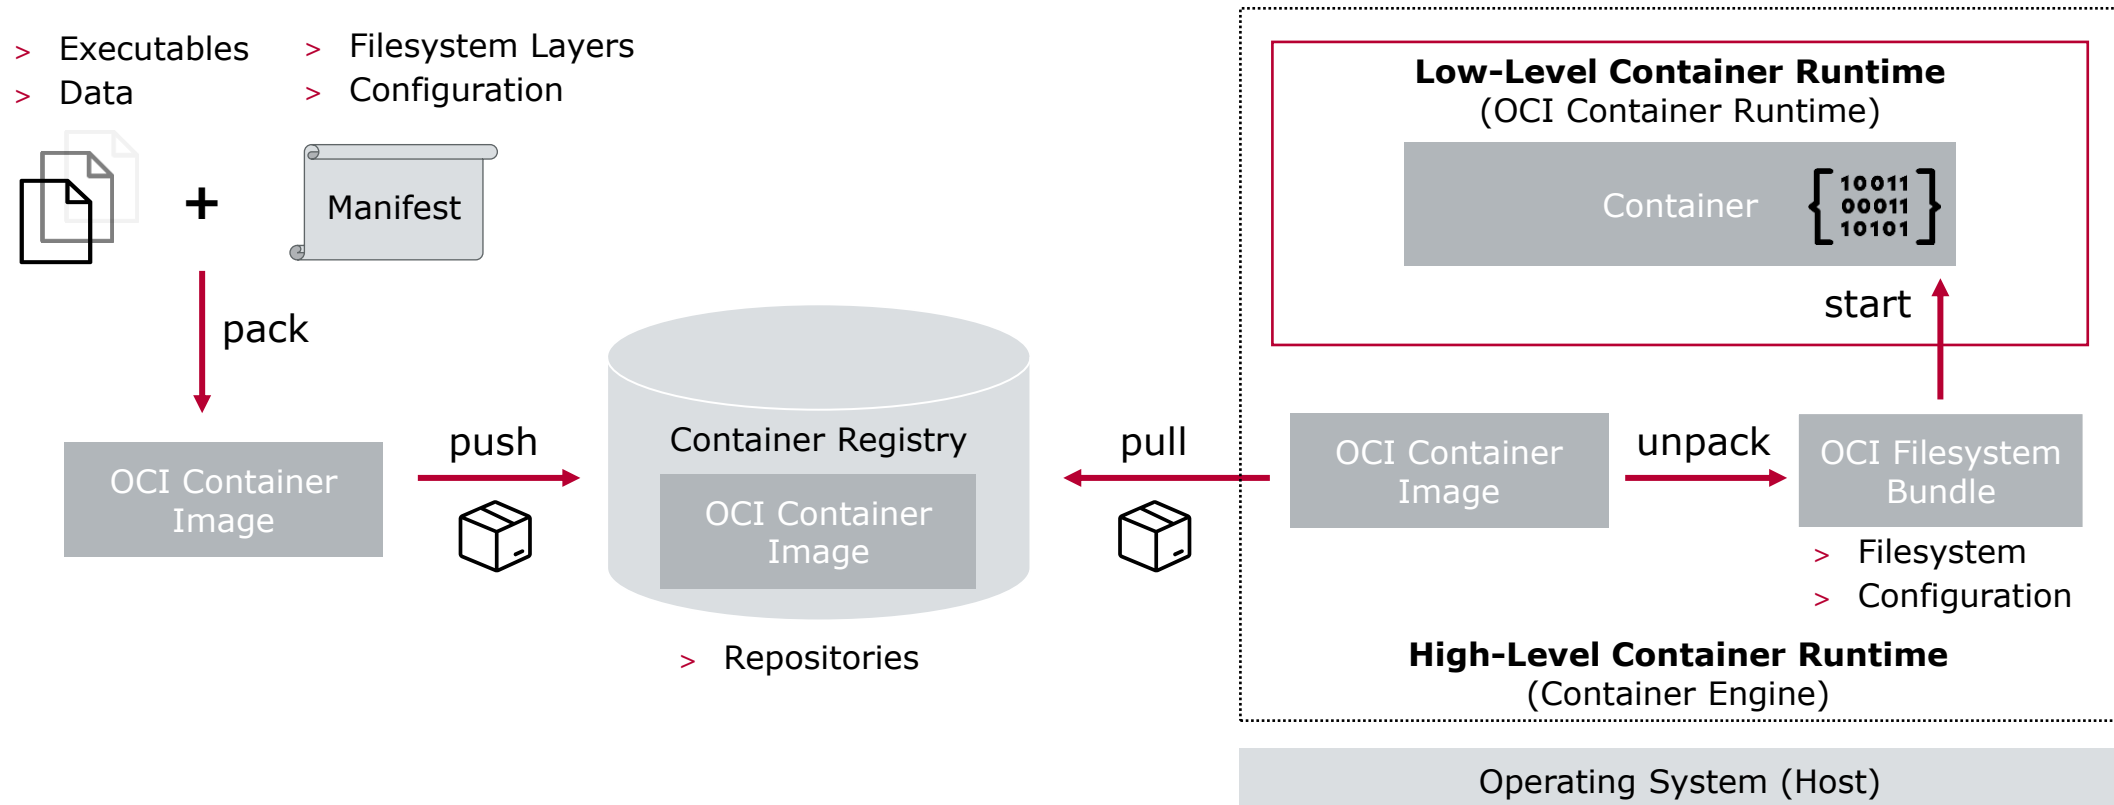 > Executables
> Data
> Filesystem Layers
> Configuration
+
Manifest
pack
OCI Container
Image
push
Container Registry
OCI Container
Image
> Repositories
pull
Low-Level Container Runtime
(OCI Container Runtime)
Container
10011
00011
10101
start
OCI Container
Image
unpack
OCI Filesystem
Bundle
> Filesystem
> Configuration
High-Level Container Runtime
(Container Engine)
Operating System (Host)